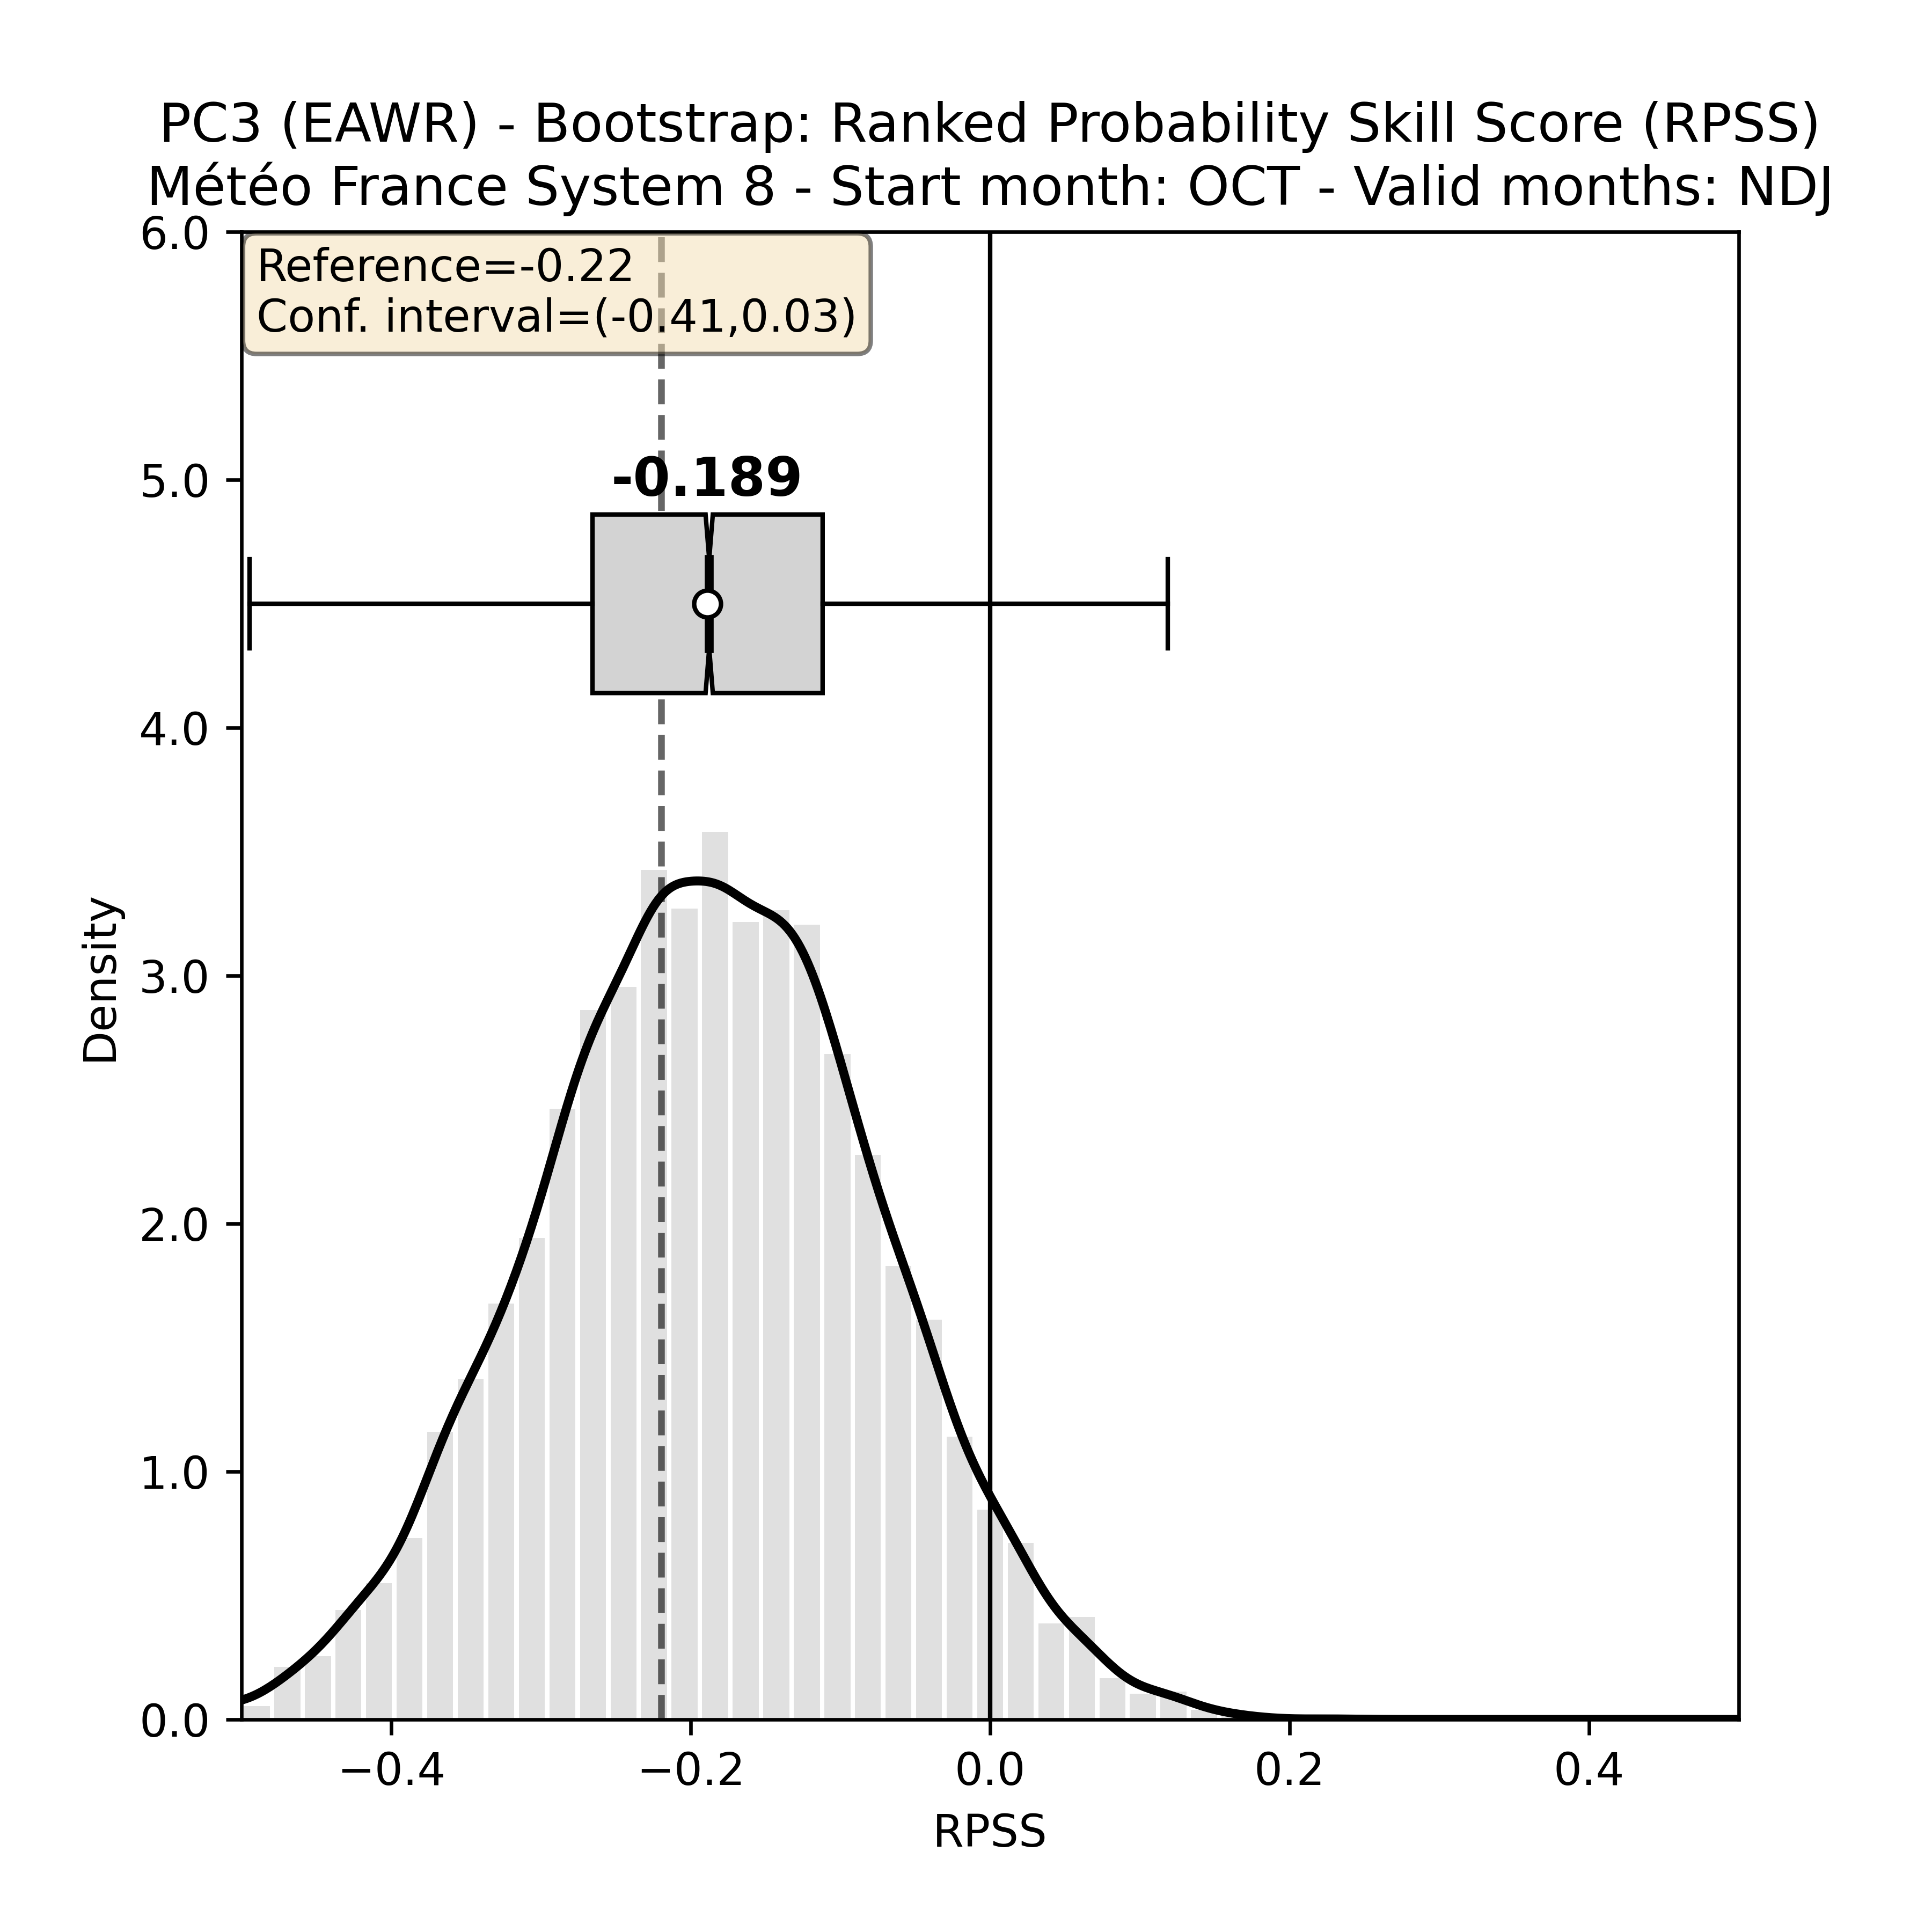 PC3 (EAWR) - Bootstrap: Ranked Probability Skill Score (RPSS)
Météo France System 8 - Start month: OCT - Valid months: NDJ
6.0
Reference=-0.22
Conf. interval=(-0.41,0.03)
-0.189
5.0
4.0
3.0
2.0
1.0
0.0
Density
−0.4
−0.2
0.0
0.2
0.4
RPSS